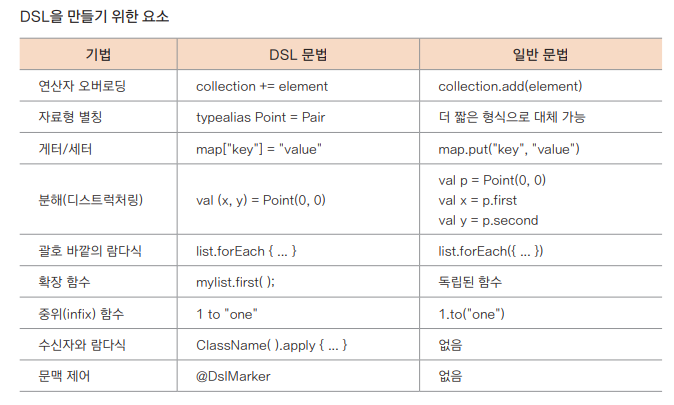 DSL을 만들기 위한 요소
기법 DSL 문법 일반 문법
연산자 오버로딩 collection += element collection.add(element)
자료형 별칭 typealias Point = Pair 더 짧은 형식으로 대체 가능
게터/세터 map["key"] = "value" map.put("key", "value")
분해(디스트럭처링) val (x, y) = Point(0, 0) val p = Point(0, 0)
val x = p.first
val y = p.second
괄호 바깥의 람다식 list.forEach { ... } list.forEach({ ... })
확장 함수 mylist.first( ); 독립된 함수
중위(infix) 함수 1 to "one" 1.to("one")
수신자와 람다식 ClassName( ).apply { ... } 없음
문맥 제어 @DslMarker 없음